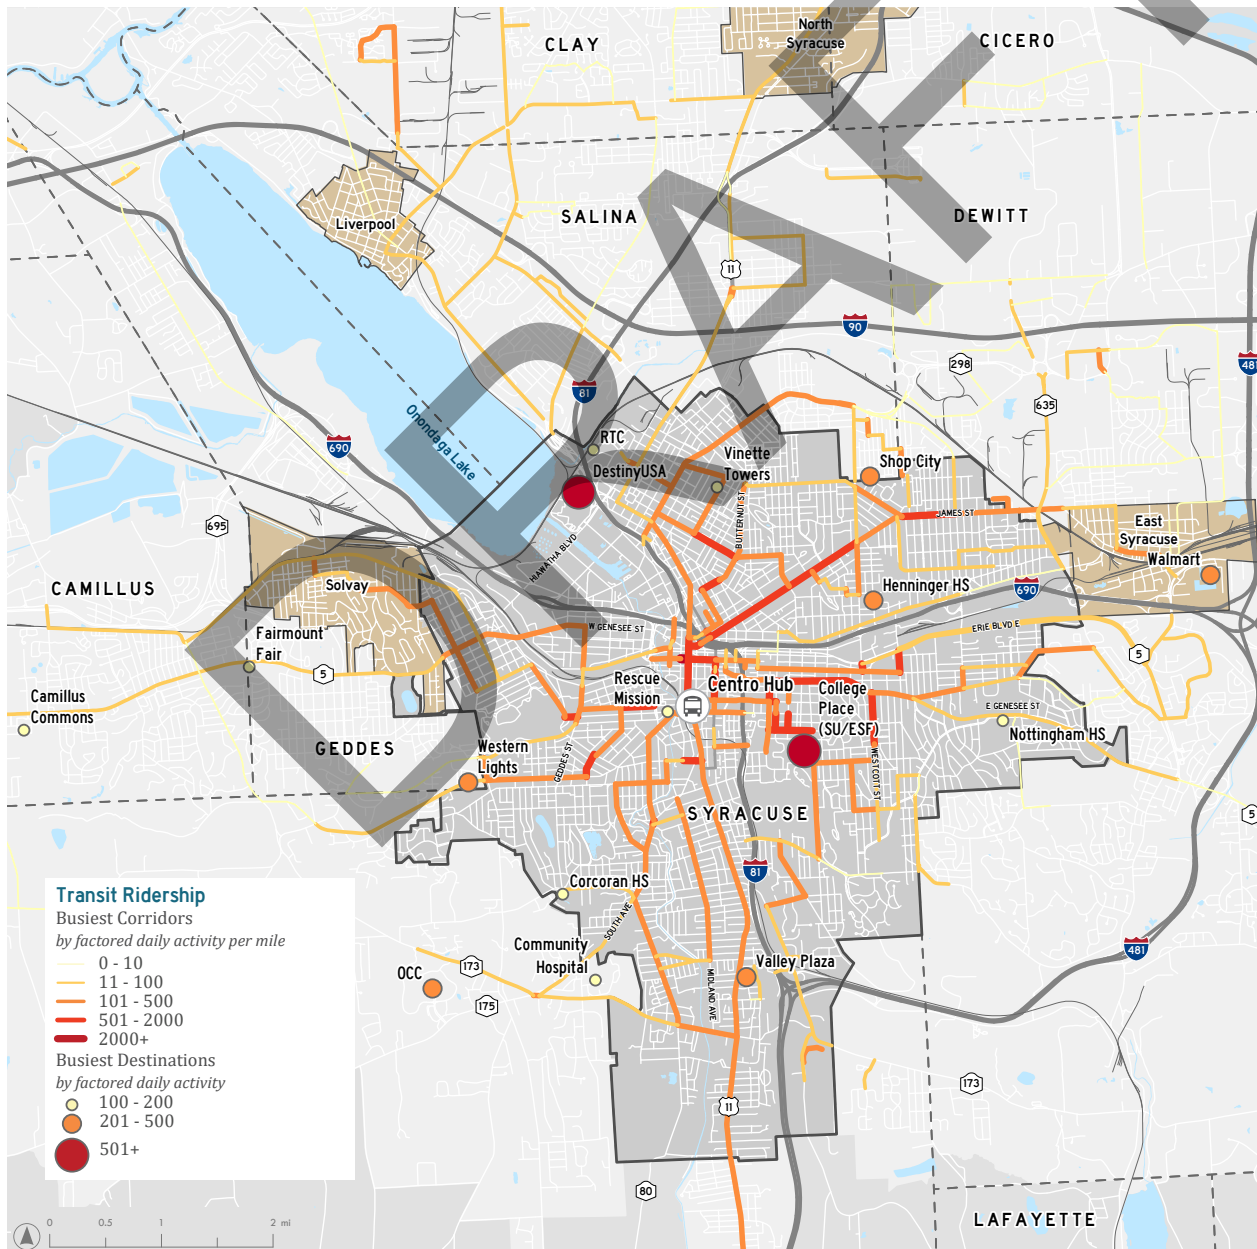 North
Syracuse
CICERO
CLAY
SALINA
DEWITT
Liverpool
11
90
298
81
635
481
690
Onondaga Lake
RTC
DestinyUSA
Vinette
Towers
Shop City
BUTTERNUT ST
JAMES ST
695
HIAWATHA BLVD
East
Syracuse
Walmart
CAMILLUS
Solvay
Henninger HS
690
W GENESEE ST
ERIE BLVD E
Fairmount
Fair
5
5
Rescue
Mission
Centro Hub
College
Place
(SU/ESF)
Camillus
Commons
E GENESEE ST
Nottingham HS
GEDDES
Western
Lights
GEDDES ST
WESTCOTT ST
SYRACUSE
5
81
Corcoran HS
SOUTH AVE
Community
Hospital
OCC
173
175
MIDLAND AVE
Valley Plaza
481
11
173
80
LAFAYETTE
Transit Ridership
Busiest Corridors
by factored daily activity per mile
0 - 10
11 - 100
101 - 500
501 - 2000
2000+
Busiest Destinations
by factored daily activity
100 - 200
201 - 500
501+
0 0.5 1 2 mi
DRAFT